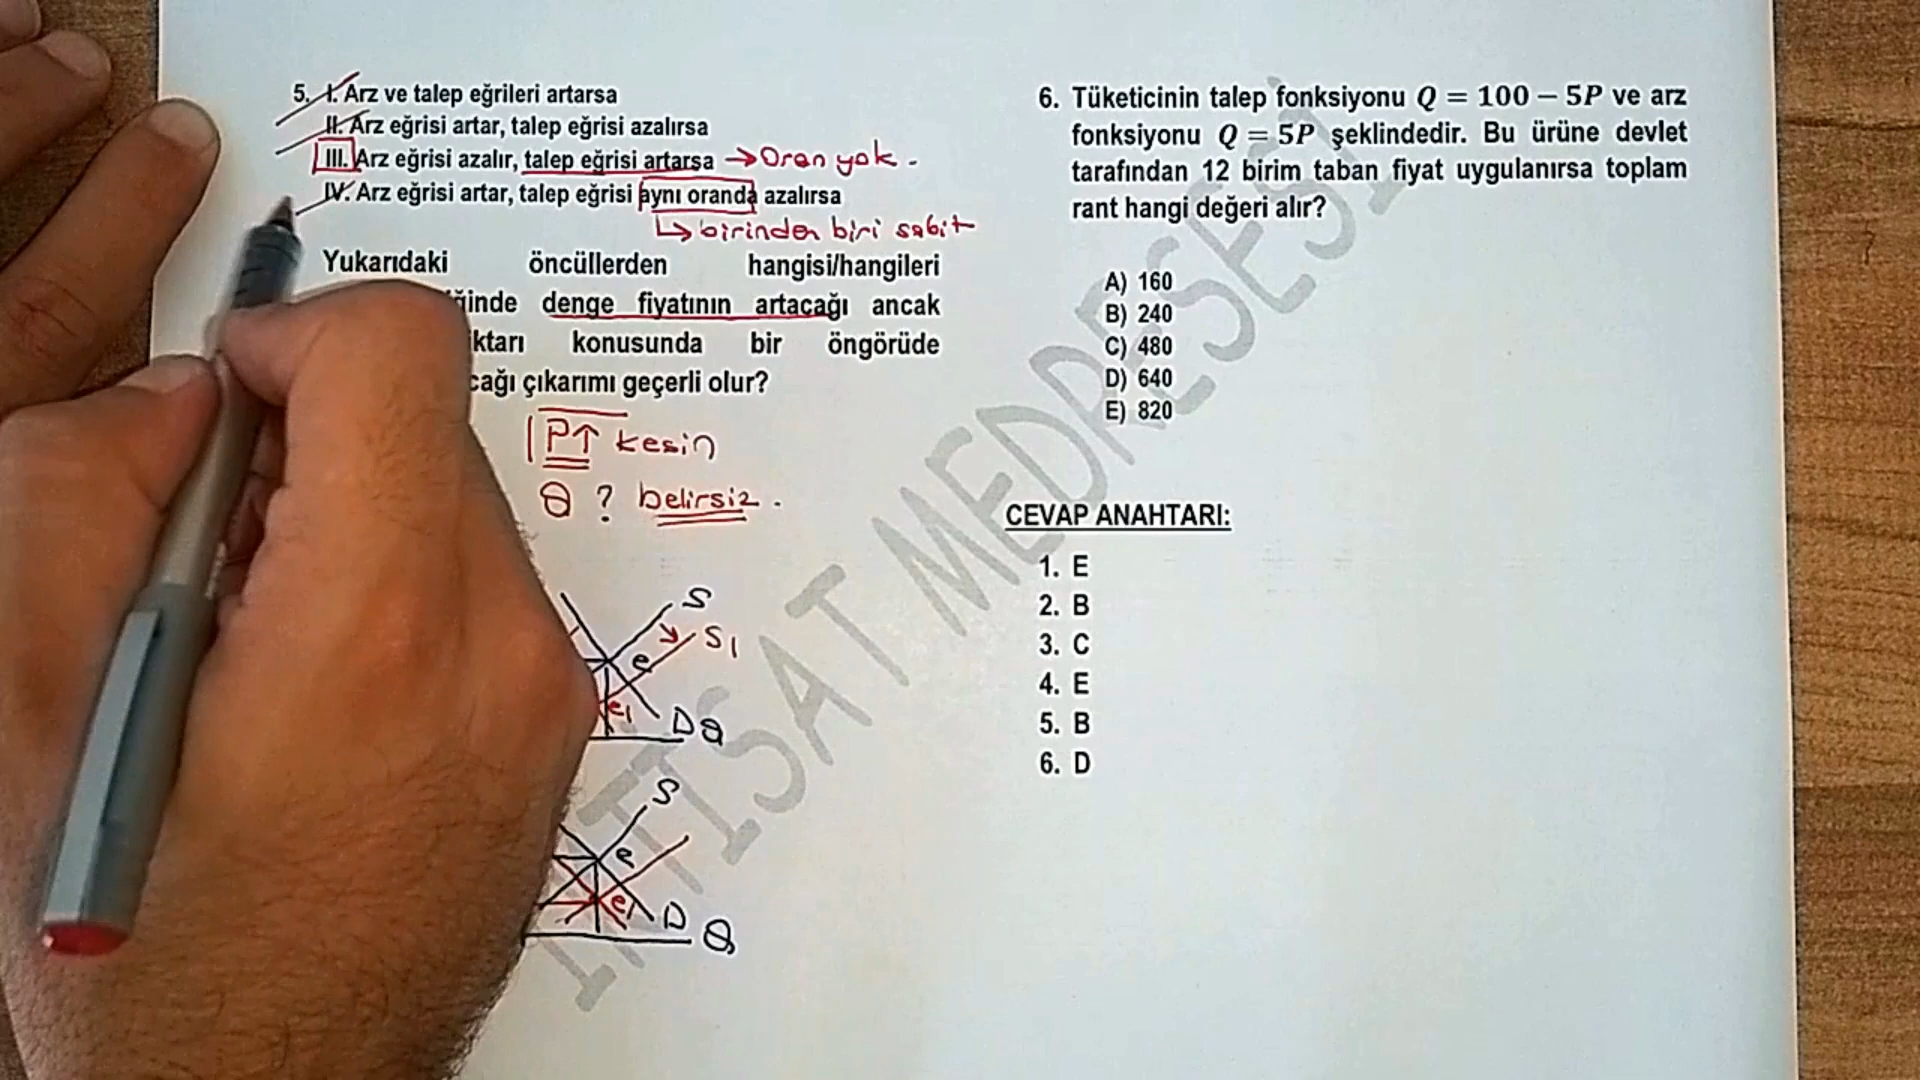 5. I. Arz ve talep eğrileri artarsa
II. Arz eğrisi artar, talep eğrisi azalırsa
III. Arz eğrisi azalır, talep eğrisi artarsa → Oran yok.
IV. Arz eğrisi artar, talep eğrisi aynı oranda azalırsa
↳ birinden biri sabit
Yukarıdaki öncüllerden hangisi/hangileri
denge fiyatının artacağı ancak
konusunda bir öngörüde
çıkarımı geçerli olur?
P↑ kesin
Q ? belirsiz.
S
S1
e
e1
D Q
S
e
e1
D Q
6. Tüketicinin talep fonksiyonu Q = 100 − 5P ve arz
fonksiyonu Q = 5P şeklindedir. Bu ürüne devlet
tarafından 12 birim taban fiyat uygulanırsa toplam
rant hangi değeri alır?
A) 160
B) 240
C) 480
D) 640
E) 820
CEVAP ANAHTARI:
1. E
2. B
3. C
4. E
5. B
6. D
İKTİSAT MEDRESESİ